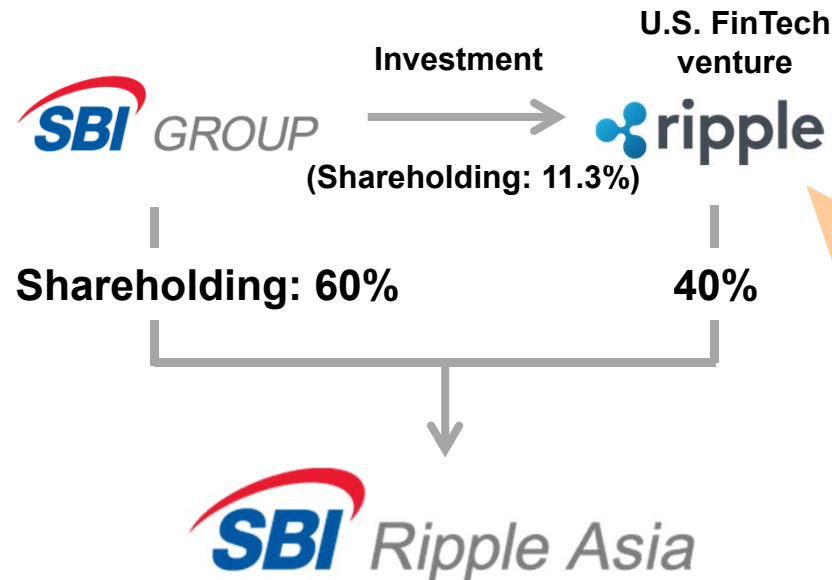 U.S. FinTech
venture
Investment
SBI GROUP
ripple
(Shareholding: 11.3%)
Shareholding: 60%
40%
SBI Ripple Asia